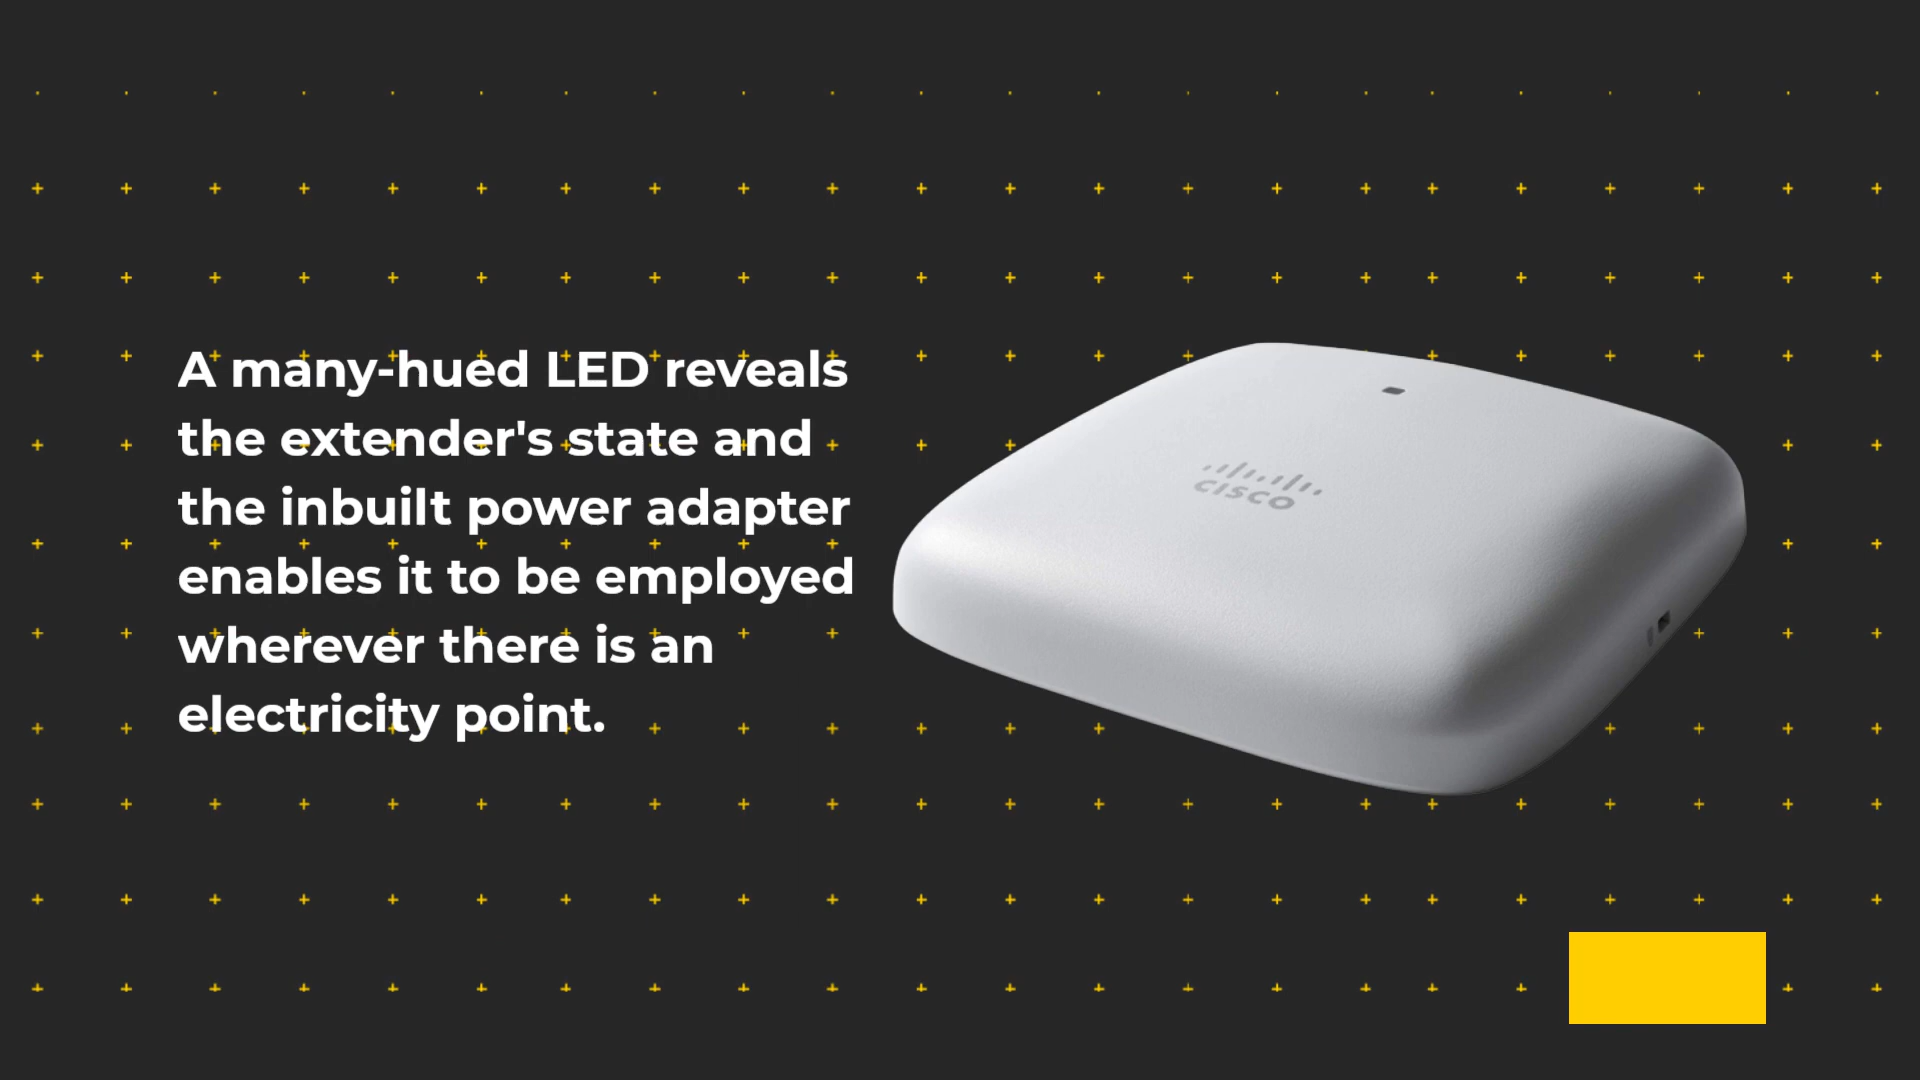 A many-hued LED reveals
the extender's state and
the inbuilt power adapter
enables it to be employed
wherever there is an
electricity point.
cisco